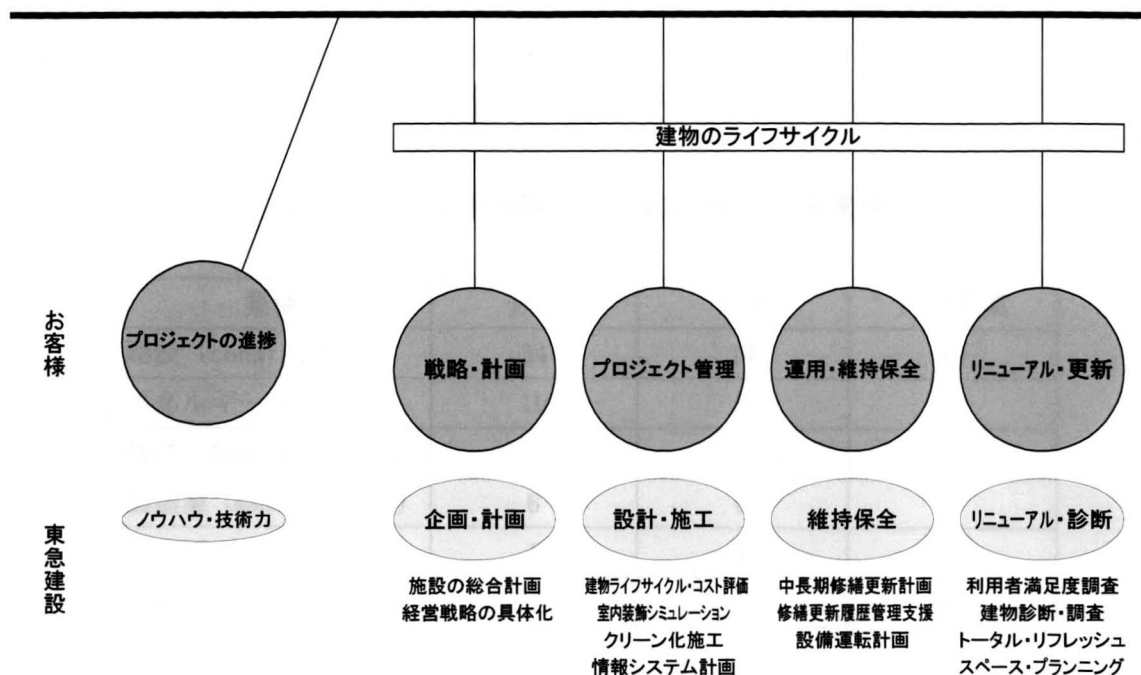 建物のライフサイクル
お客様
プロジェクトの進捗
戦略・計画
プロジェクト管理
運用・維持保全
リニューアル・更新
東急建設
ノウハウ・技術力
企画・計画
設計・施工
維持保全
リニューアル・診断
施設の総合計画
経営戦略の具体化
建物ライフサイクル・コスト評価
室内装飾シミュレーション
クリーン化施工
情報システム計画
中長期修繕更新計画
修繕更新履歴管理支援
設備運転計画
利用者満足度調査
建物診断・調査
トータル・リフレッシュ
スペース・プランニング